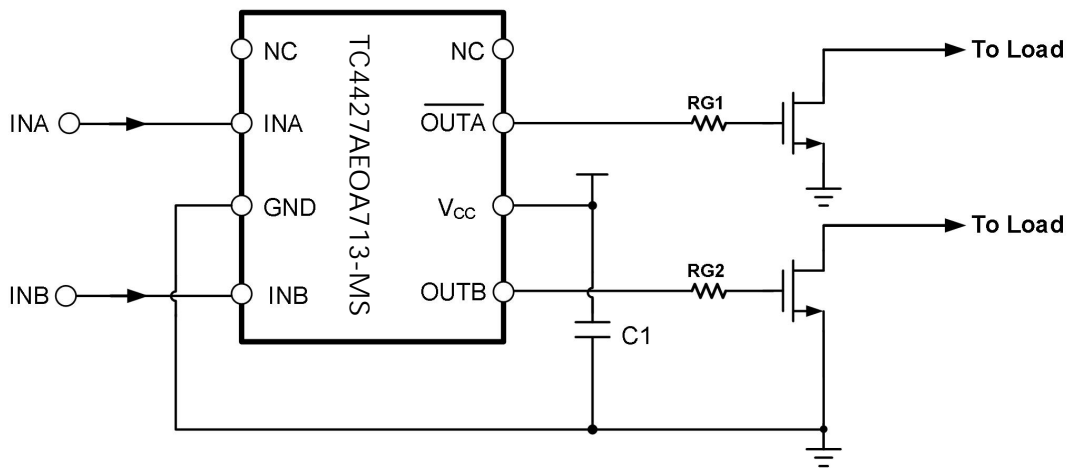 NC
NC
TC4427AEOA713-MS
INA
INA
OUTA
RG1
To Load
GND
VCC
To Load
INB
INB
OUTB
RG2
C1